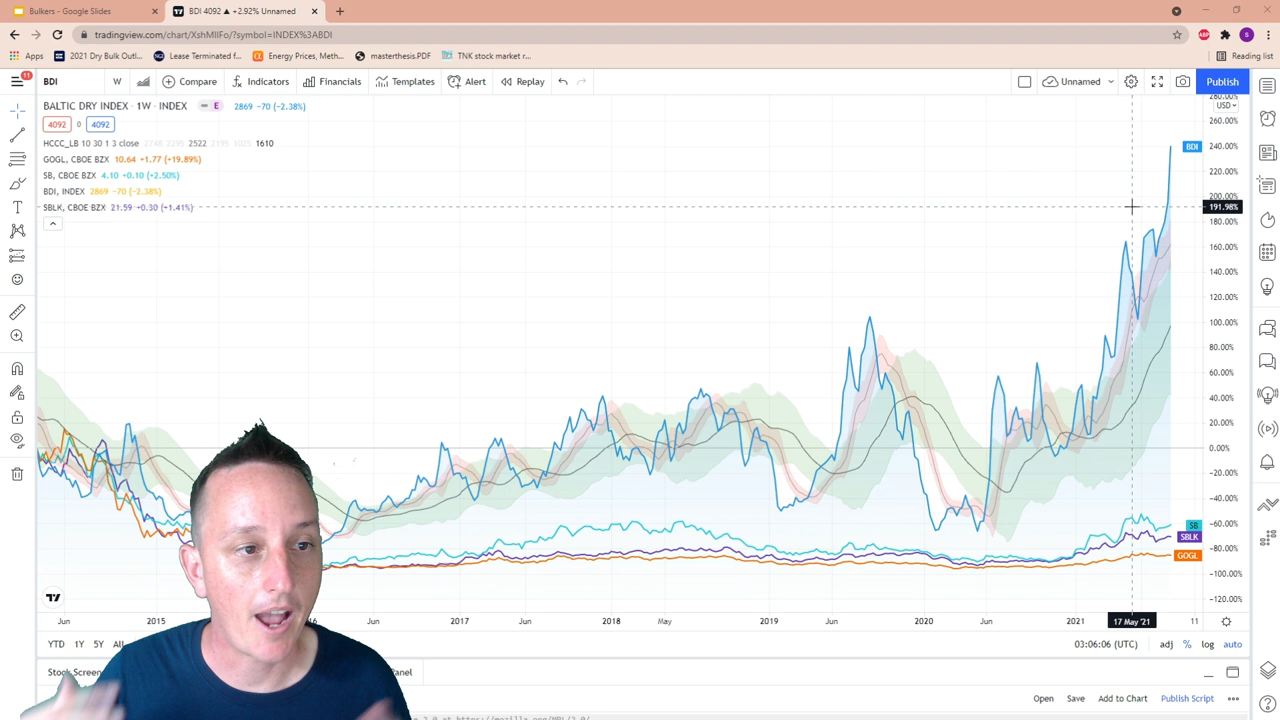 Bulkers - Google Slides
BDI 4092 ▲ +2.92% Unnamed
tradingview.com/chart/XshMlIFo/?symbol=INDEX%3ABDI
Apps
2021 Dry Bulk Outl...
Lease Terminated f...
Energy Prices, Meth...
masterthesis.PDF
TNK stock market r...
Reading list
11
BDI
W
Compare
Indicators
Financials
Templates
Alert
Replay
Unnamed
Publish
BALTIC DRY INDEX · 1W · INDEX
E
2869 -70 (-2.38%)
4092 0 4092
HCCC_LB 10 30 1 3 close 2522 1610
GOGL, CBOE BZX 10.64 +1.77 (+19.89%)
SB, CBOE BZX 4.10 +0.10 (+2.50%)
BDI, INDEX 2869 -70 (-2.38%)
SBLK, CBOE BZX 21.59 +0.30 (+1.41%)
280.00%
USD
260.00%
BDI
240.00%
220.00%
200.00%
191.98%
180.00%
160.00%
140.00%
120.00%
100.00%
80.00%
60.00%
40.00%
20.00%
0.00%
-20.00%
-40.00%
SB
-60.00%
SBLK
-80.00%
GOGL
-100.00%
-120.00%
Jun 2015 Jun 2017 Jun 2018 May 2019 Jun 2020 Jun 2021 17 May '21 11
YTD 1Y 5Y
03:06:06 (UTC)
adj % log auto
Stock Screen
anel
Open Save Add to Chart Publish Script